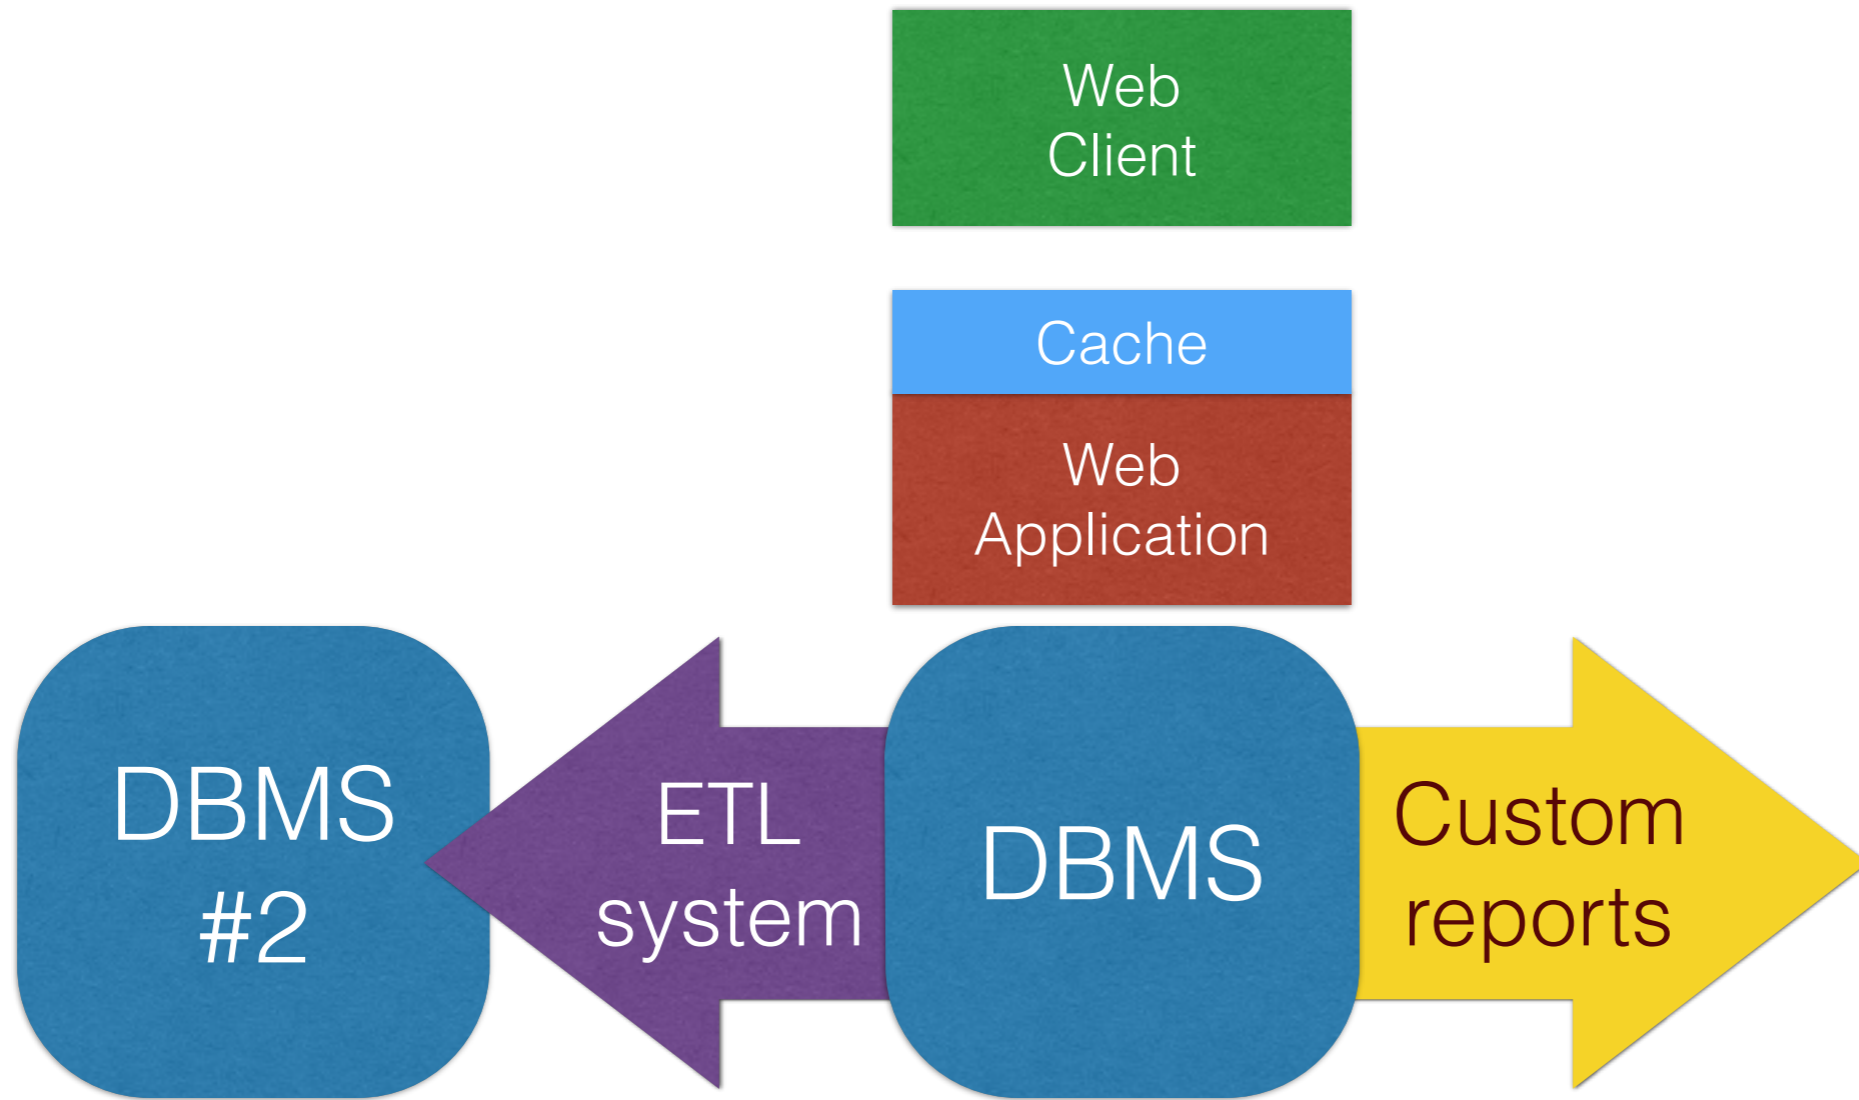 Web
Client
Cache
Web
Application
DBMS
#2
ETL
system
DBMS
Custom
reports